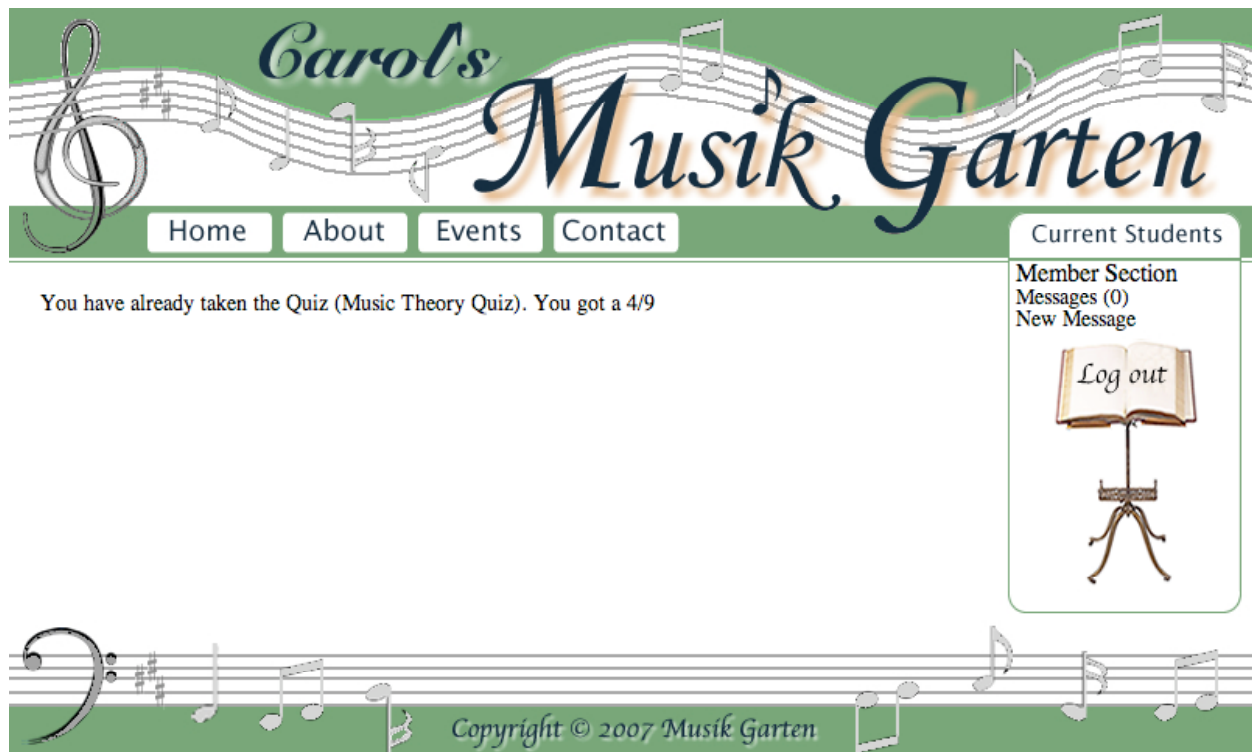 Carol's
Musik Garten
Home About Events Contact
Current Students
You have already taken the Quiz (Music Theory Quiz). You got a 4/9
Member Section
Messages (0)
New Message
Log out
Copyright © 2007 Musik Garten